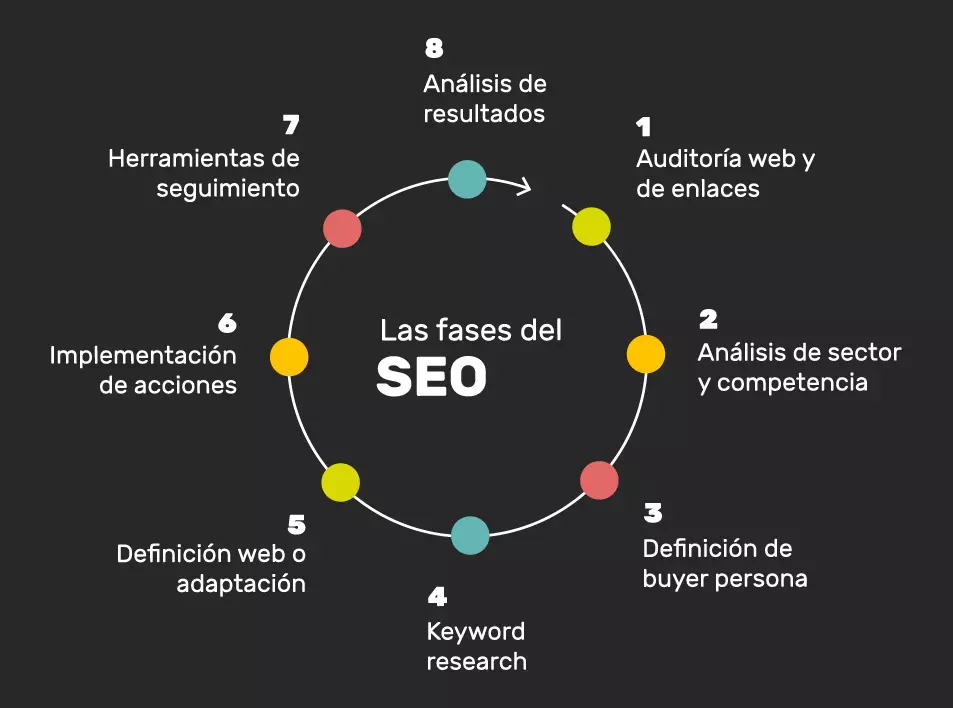 8
Análisis de
resultados
1
Auditoría web y
de enlaces
2
Análisis de sector
y competencia
3
Definición de
buyer persona
4
Keyword
research
5
Definición web o
adaptación
6
Implementación
de acciones
7
Herramientas de
seguimiento
Las fases del
SEO